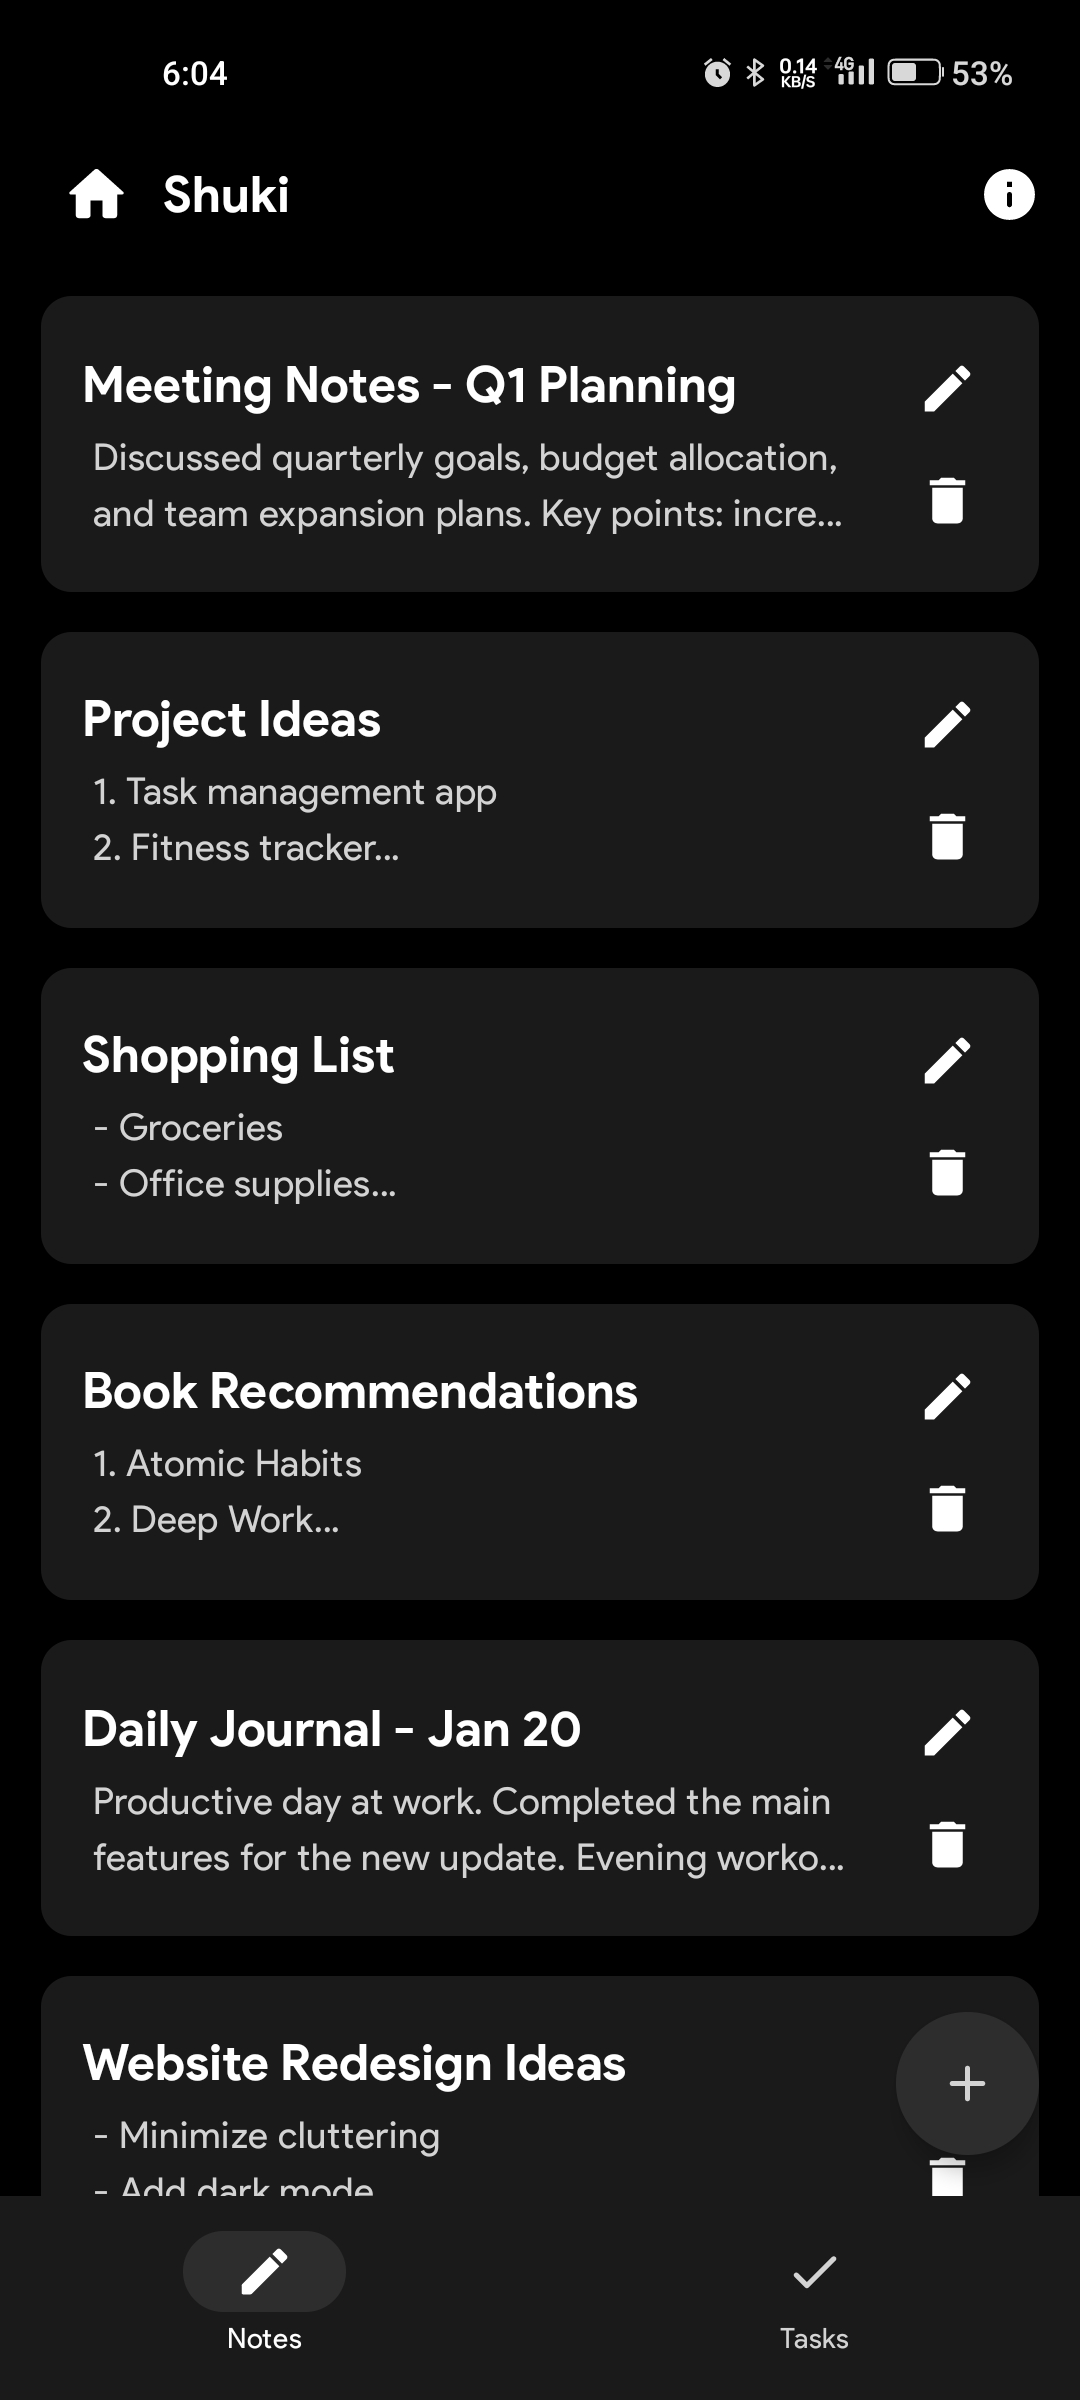 6:04
0.14
KB/S
4G
53%
Shuki
Meeting Notes - Q1 Planning
Discussed quarterly goals, budget allocation,
and team expansion plans. Key points: incre...
Project Ideas
1. Task management app
2. Fitness tracker...
Shopping List
- Groceries
- Office supplies...
Book Recommendations
1. Atomic Habits
2. Deep Work...
Daily Journal - Jan 20
Productive day at work. Completed the main
features for the new update. Evening worko...
Website Redesign Ideas
- Minimize cluttering
- Add dark mode
Notes
Tasks